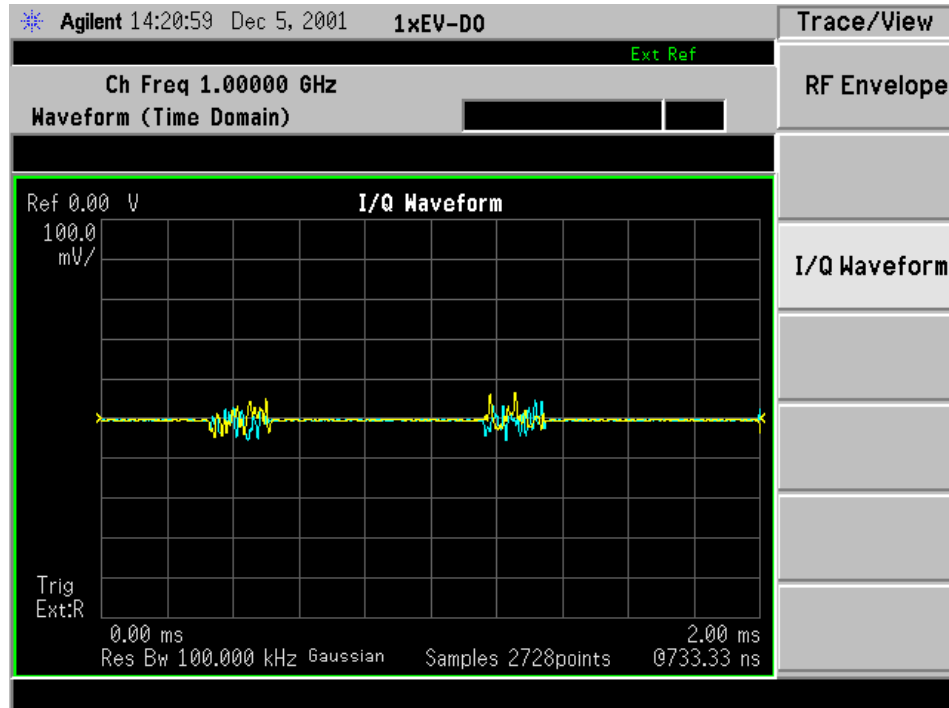 Agilent 14:20:59 Dec 5, 2001 1xEV-DO Trace/View
Ext Ref
Ch Freq 1.00000 GHz
Waveform (Time Domain)
RF Envelope
Ref 0.00 V I/Q Waveform
100.0
mV/
I/Q Waveform
Trig
Ext:R
0.00 ms 2.00 ms
Res Bw 100.000 kHz Gaussian Samples 2728points @733.33 ns